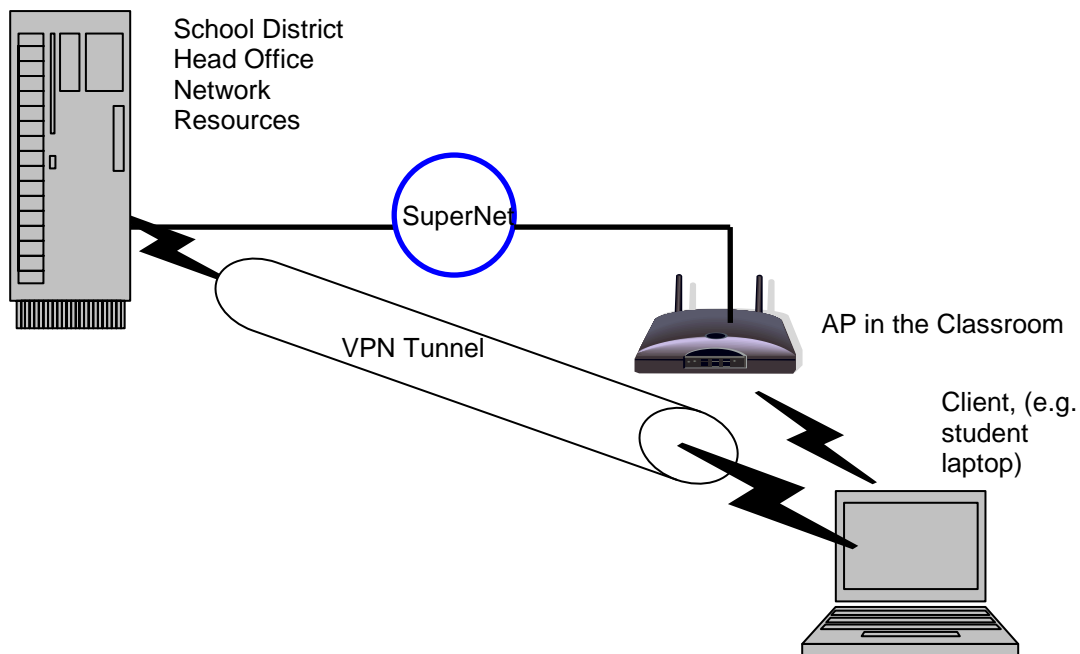 School District
Head Office
Network
Resources
SuperNet
VPN Tunnel
AP in the Classroom
Client, (e.g.
student
laptop)